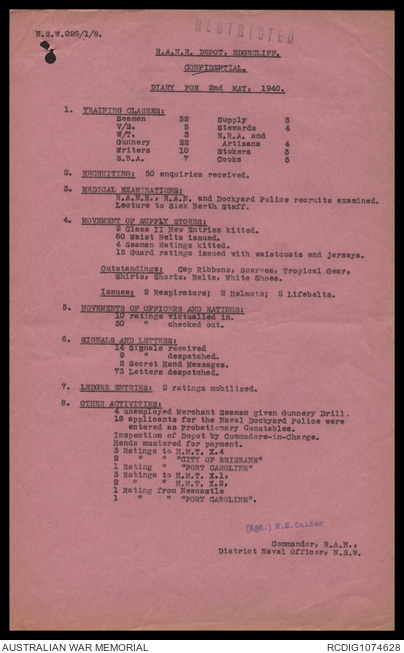 N.S.W.026/1/8.
RESTRICTED
R.A.N.R. DEPOT, EDGECLIFF.
CONFIDENTIAL.
DIARY FOR 2nd MAY, 1940.
1. TRAINING CLASSES:
Seamen 52 Supply 3
V/S. 5 Stewards 4
W/T. 3 E.R.A. and
Gunnery 22 Artisans 4
Writers 10 Stokers 3
S.B.A. 7 Cooks 5
2. RECRUITING: 50 enquiries received.
3. MEDICAL EXAMINATIONS:
R.A.N.R., R.A.N. and Dockyard Police recruits examined.
Lecture to Sick Berth Staff.
4. MOVEMENT OF SUPPLY STORES:
2 Class II New Entries kitted.
60 Waist Belts issued.
4 Seaman Ratings kitted.
15 Guard ratings issued with waistcoats and jerseys.
Outstandings: Cap Ribbons, Scarves, Tropical Gear,
Shirts, Shorts, Belts, White Shoes.
Issues: 2 Respirators; 2 Helmets; 2 Lifebelts.
5. MOVEMENTS OF OFFICERS AND RATINGS:
10 ratings victualled in.
30 " checked out.
6. SIGNALS AND LETTERS:
14 Signals received
9 " despatched.
2 Secret Hand Messages.
73 Letters despatched.
7. LEDGER ENTRIES: 2 ratings mobilised.
8. OTHER ACTIVITIES:
4 unemployed Merchant Seaman given Gunnery Drill.
18 applicants for the Naval Dockyard Police were
entered as Probationary Constables.
Inspection of Depot by Commodore-in-Charge.
Hands mustered for payment.
3 Ratings to H.M.T. X.4
2 " " "CITY OF BRISBANE"
1 Rating " "PORT CAROLINE"
3 Ratings to H.M.T. X.1,
2 " " H.M.T. X.2,
1 Rating from Newcastle
1 " " "PORT CAROLINE".
(Sgd.) N.K. Calder
Commander, R.A.N.,
District Naval Officer, N.S.W.
AUSTRALIAN WAR MEMORIAL RCDIG1074628